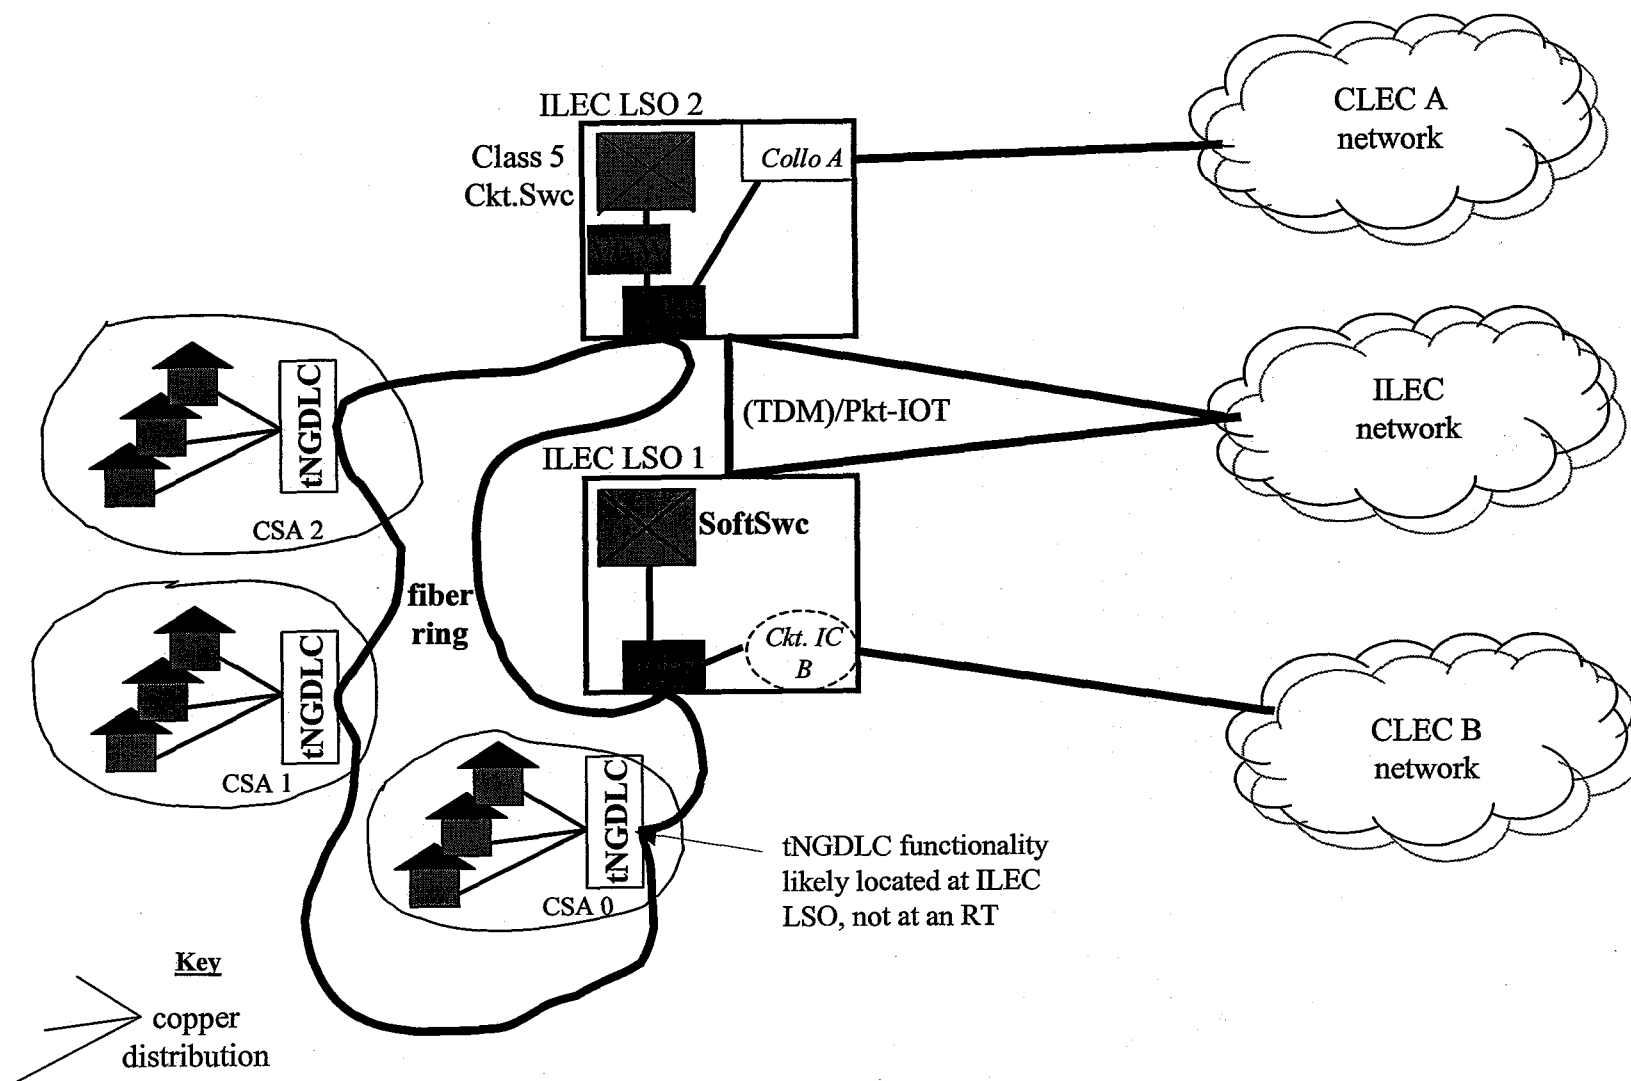 ILEC LSO 2
Class 5
Ckt.Swc
Collo A
CLEC A
network
tNGDLC
CSA 2
(TDM)/Pkt-IOT
ILEC
network
ILEC LSO 1
SoftSwc
fiber
ring
Ckt. IC
B
tNGDLC
CSA 1
CLEC B
network
tNGDLC
CSA 0
tNGDLC functionality
likely located at ILEC
LSO, not at an RT
Key
copper
distribution